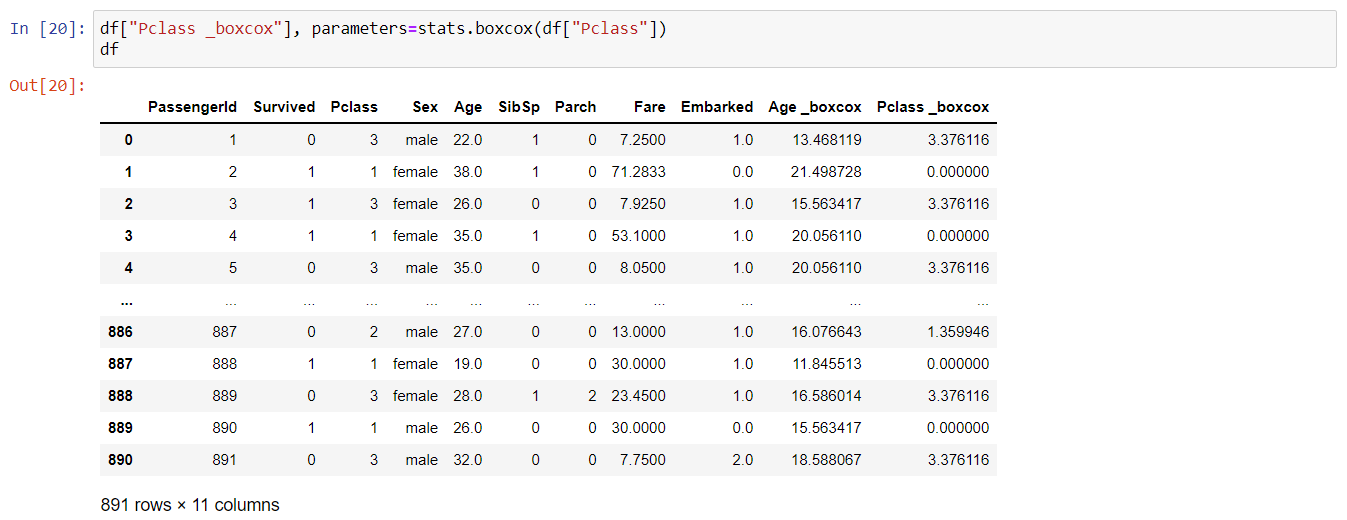 In [20]: df["Pclass _boxcox"], parameters=stats.boxcox(df["Pclass"])
df
Out[20]:
PassengerId Survived Pclass Sex Age SibSp Parch Fare Embarked Age _boxcox Pclass _boxcox
0 1 0 3 male 22.0 1 0 7.2500 1.0 13.468119 3.376116
1 2 1 1 female 38.0 1 0 71.2833 0.0 21.498728 0.000000
2 3 1 3 female 26.0 0 0 7.9250 1.0 15.563417 3.376116
3 4 1 1 female 35.0 1 0 53.1000 1.0 20.056110 0.000000
4 5 0 3 male 35.0 0 0 8.0500 1.0 20.056110 3.376116
... ... ... ... ... ... ... ... ... ... ... ...
886 887 0 2 male 27.0 0 0 13.0000 1.0 16.076643 1.359946
887 888 1 1 female 19.0 0 0 30.0000 1.0 11.845513 0.000000
888 889 0 3 female 28.0 1 2 23.4500 1.0 16.586014 3.376116
889 890 1 1 male 26.0 0 0 30.0000 0.0 15.563417 0.000000
890 891 0 3 male 32.0 0 0 7.7500 2.0 18.588067 3.376116
891 rows × 11 columns